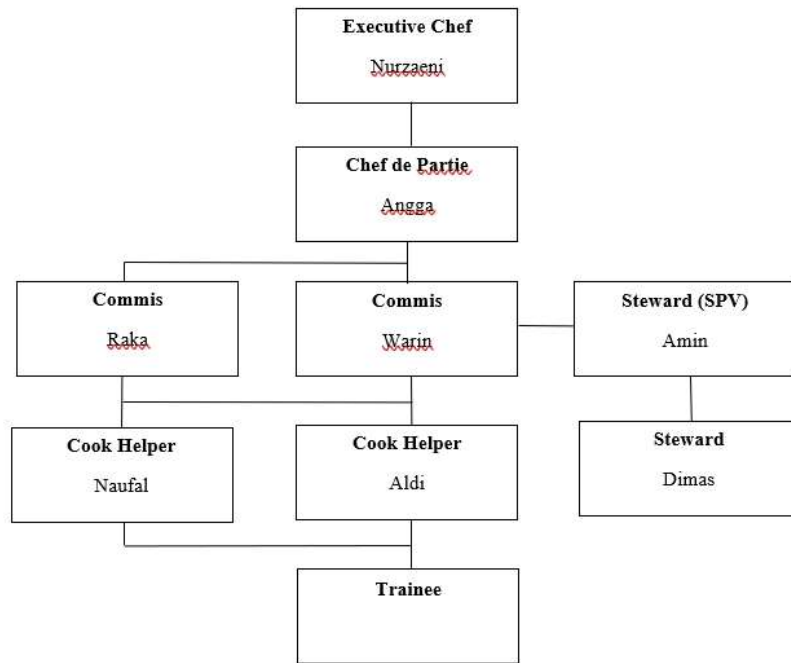 Executive Chef
Nurzaeni
Chef de Partie
Angga
Commis
Raka
Commis
Warin
Steward (SPV)
Amin
Cook Helper
Naufal
Cook Helper
Aldi
Steward
Dimas
Trainee